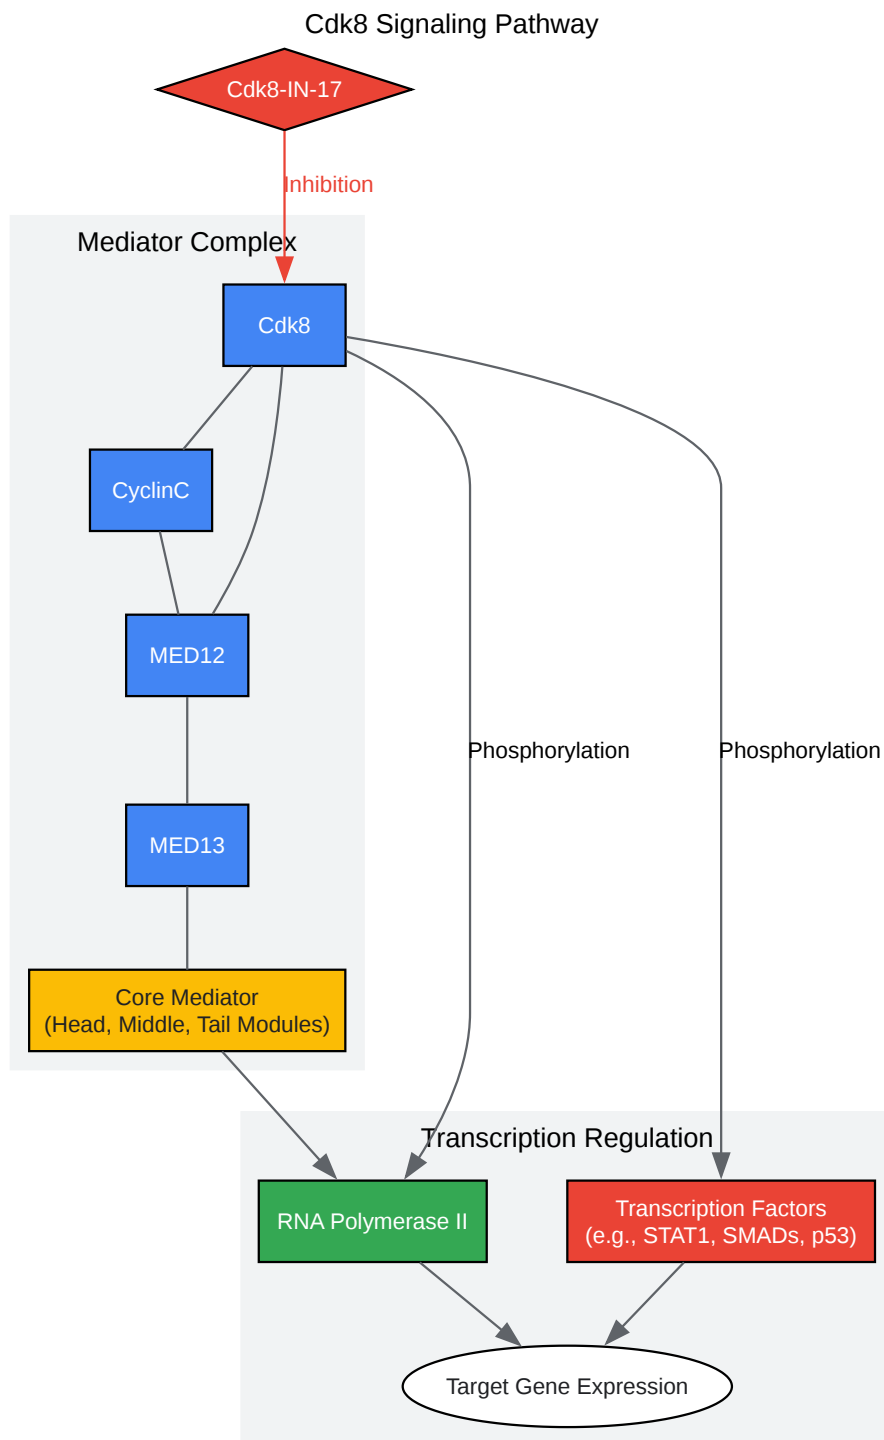 Cdk8 Signaling Pathway
Cdk8-IN-17
Inhibition
Mediator Complex
Cdk8
CyclinC
MED12
Phosphorylation
Phosphorylation
MED13
Core Mediator
(Head, Middle, Tail Modules)
Transcription Regulation
RNA Polymerase II
Transcription Factors
(e.g., STAT1, SMADs, p53)
Target Gene Expression